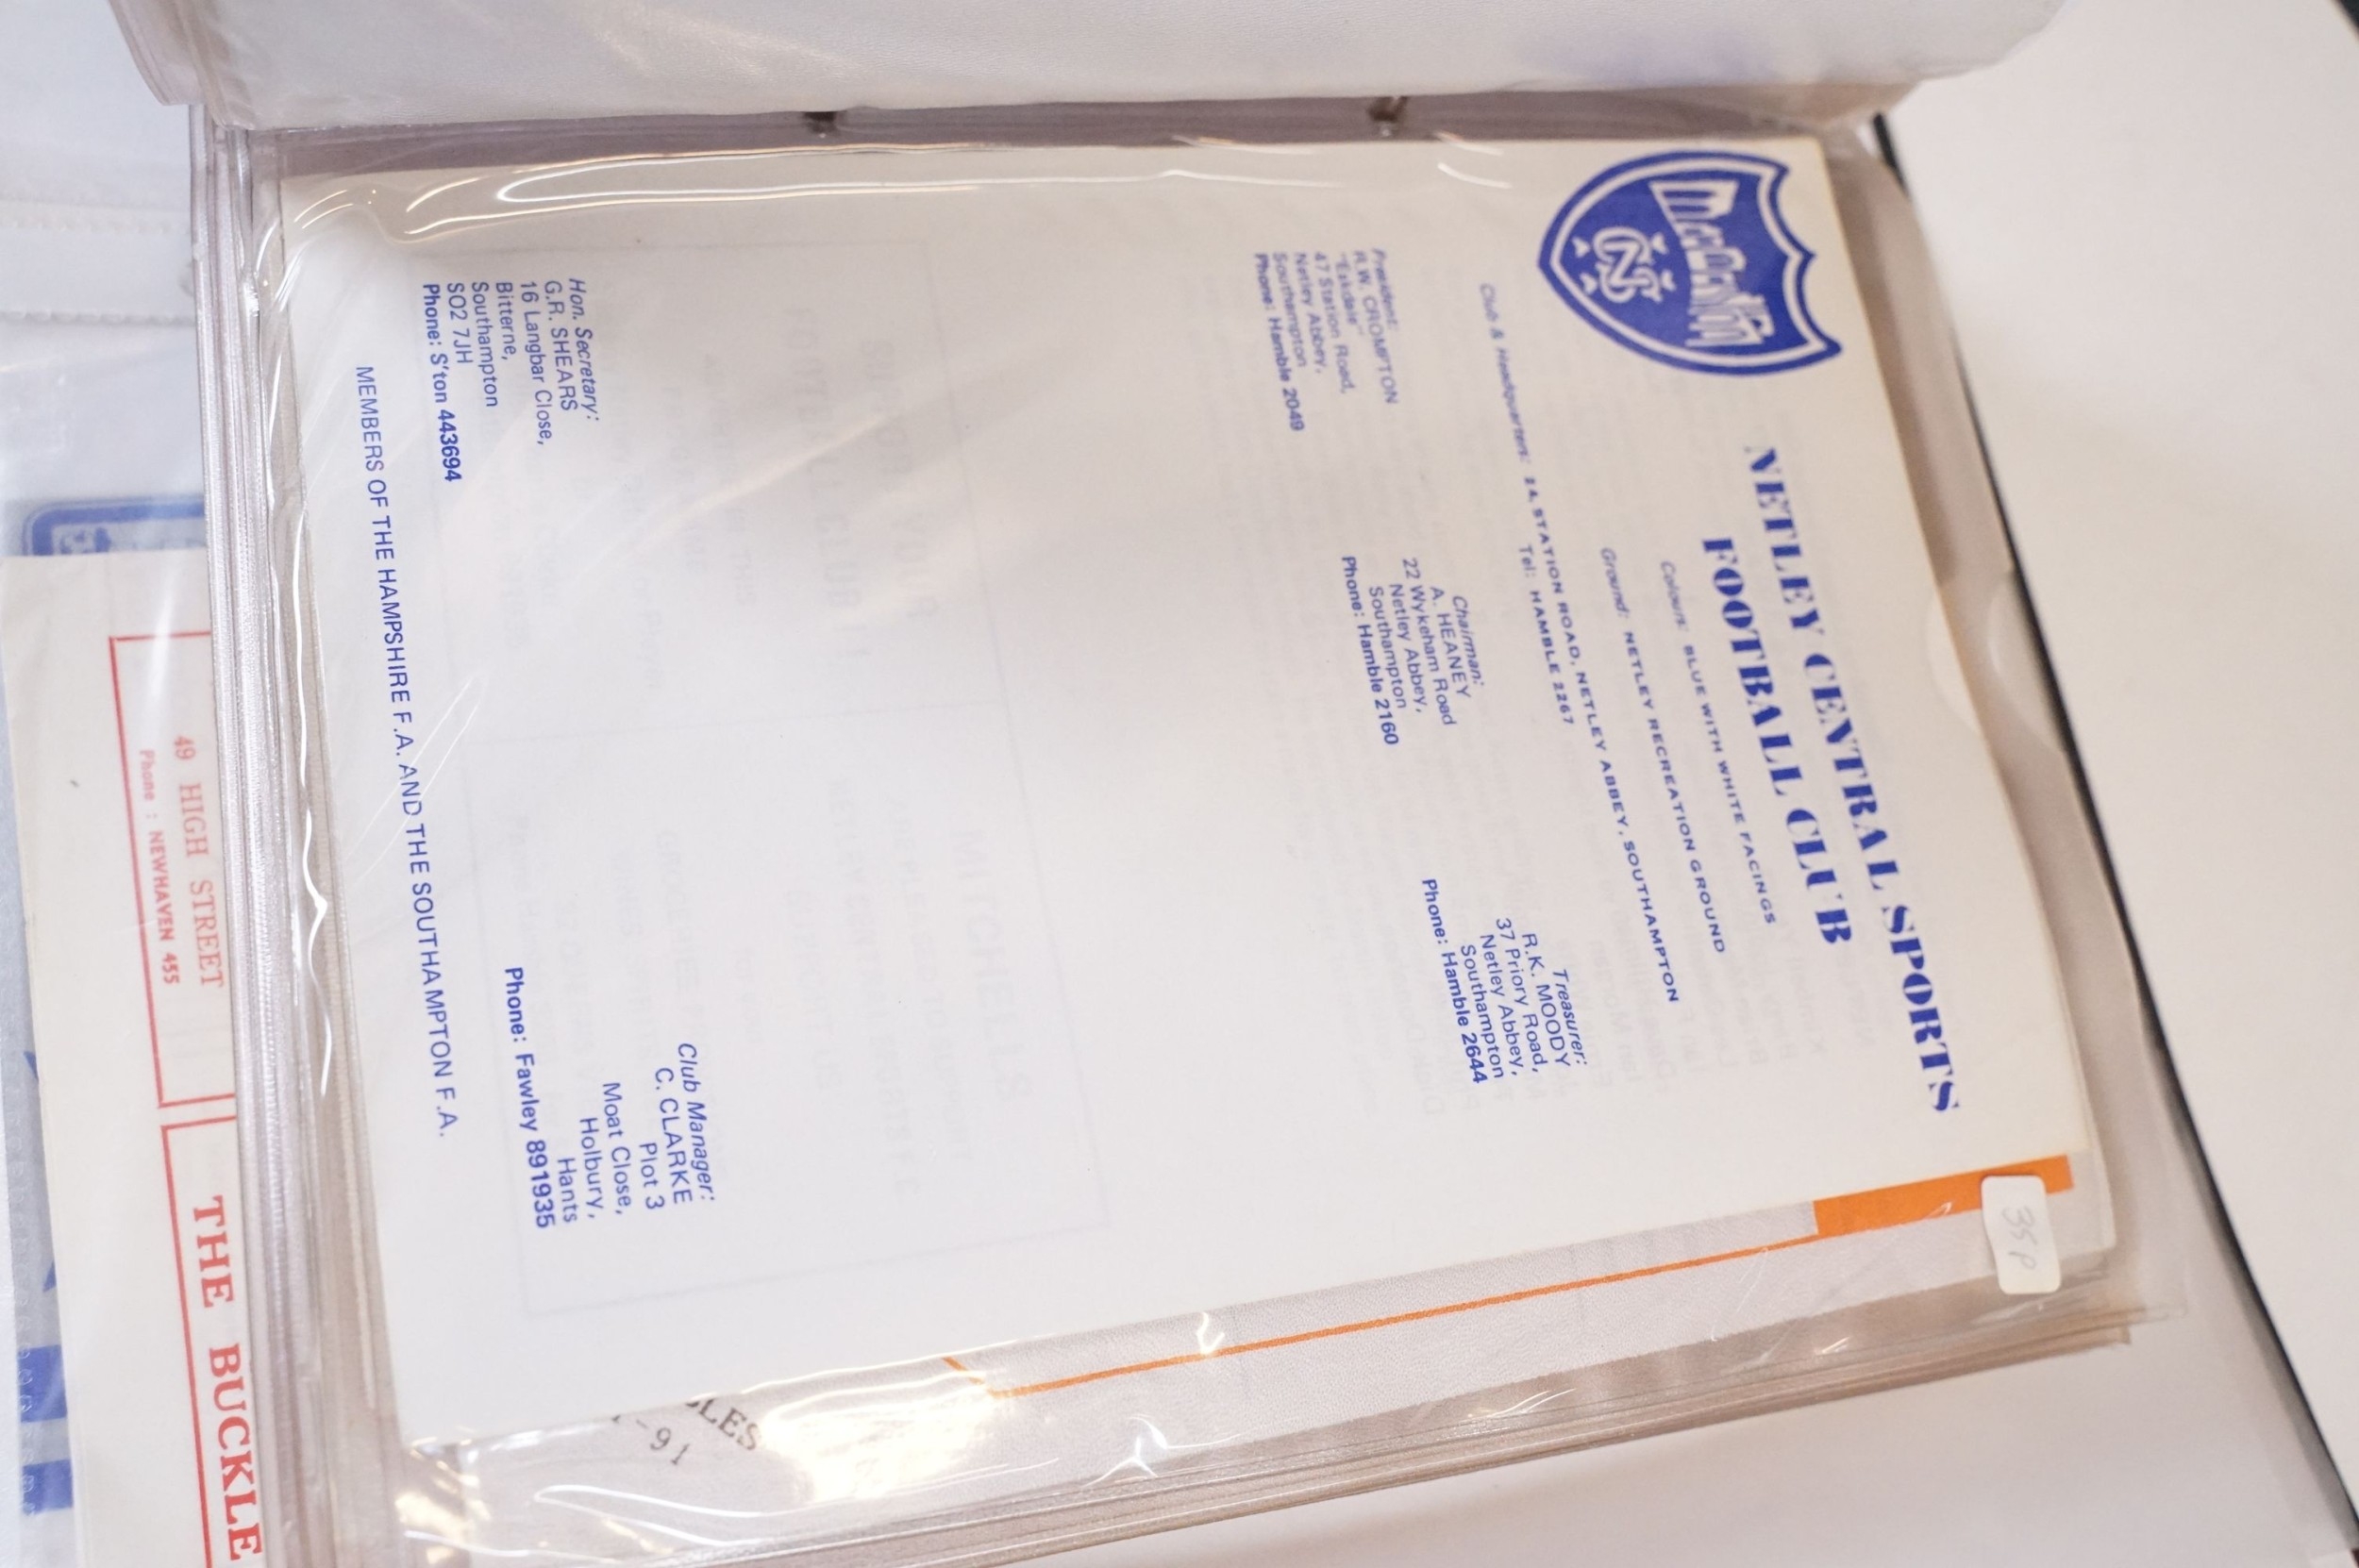 NETLEY CENTRAL SPORTS
FOOTBALL CLUB
Colours: BLUE WITH WHITE FACINGS
Ground: NETLEY RECREATION GROUND
Club & Headquarters: 2A, STATION ROAD, NETLEY ABBEY, SOUTHAMPTON
Tel: HAMBLE 2267
President:
R.W. CROMPTON
"Eskdale"
47 Station Road,
Netley Abbey,
Southampton
Phone: Hamble 2049
Chairman:
A. HEANEY
22 Wykeham Road
Netley Abbey,
Southampton
Phone: Hamble 2160
Treasurer:
R.K. MOODY
37 Priory Road,
Netley Abbey,
Southampton
Phone: Hamble 2644
Hon. Secretary:
G.R. SHEARS
16 Langbar Close,
Bitterne,
Southampton
SO2 7JH
Phone: S'ton 443694
Club Manager:
C. CLARKE
Plot 3
Moat Close,
Holbury,
Hants
Phone: Fawley 891935
MEMBERS OF THE HAMPSHIRE F.A. AND THE SOUTHAMPTON F.A.
35p
49 HIGH STREET
Phone: NEWHAVEN 455
THE BUCKLE